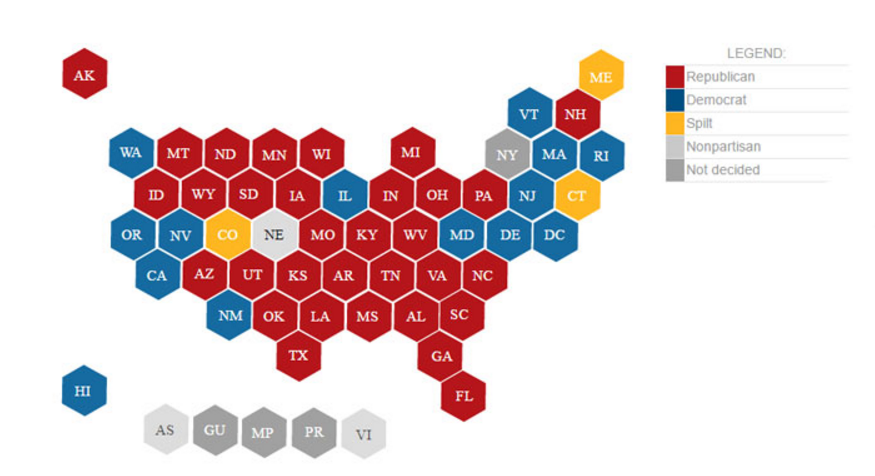 LEGEND:
AK
ME
Republican
Democrat
VT NH
Spilt
WA MT ND MN WI MI NY MA RI
Nonpartisan
Not decided
ID WY SD IA IL IN OH PA NJ CT
OR NV CO NE MO KY WV MD DE DC
CA AZ UT KS AR TN VA NC
NM OK LA MS AL SC
TX GA
HI FL
AS GU MP PR VI